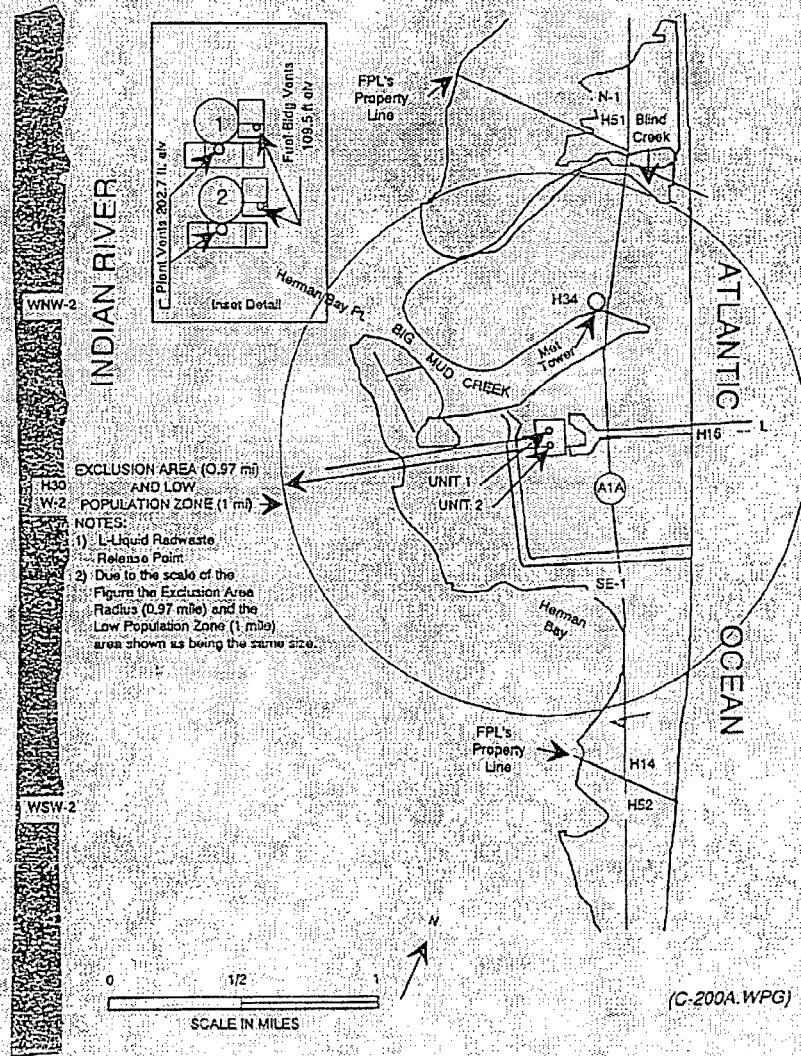 FPL's
Property
Line
N-1
H51
Blind
Creek
1
2
Plant Vents 202.7 ft. elv
Fuel Bldg Vents
109.5 ft elv
Inset Detail
INDIAN RIVER
WNW-2
Herman Bay Pt.
BIG MUD CREEK
H34
Met
Tower
ATLANTIC
OCEAN
L
H15
UNIT 1
UNIT 2
A1A
H30
W-2
EXCLUSION AREA (0.97 mi)
AND LOW
POPULATION ZONE (1 mi)
NOTES:
1) L-Liquid Radwaste
Release Point
2) Due to the scale of the
Figure the Exclusion Area
Radius (0.97 mile) and the
Low Population Zone (1 mile)
area shown as being the same size.
SE-1
Herman
Bay
FPL's
Property
Line
H14
H52
WSW-2
N
0
1/2
1
SCALE IN MILES
(C-200A.WPG)